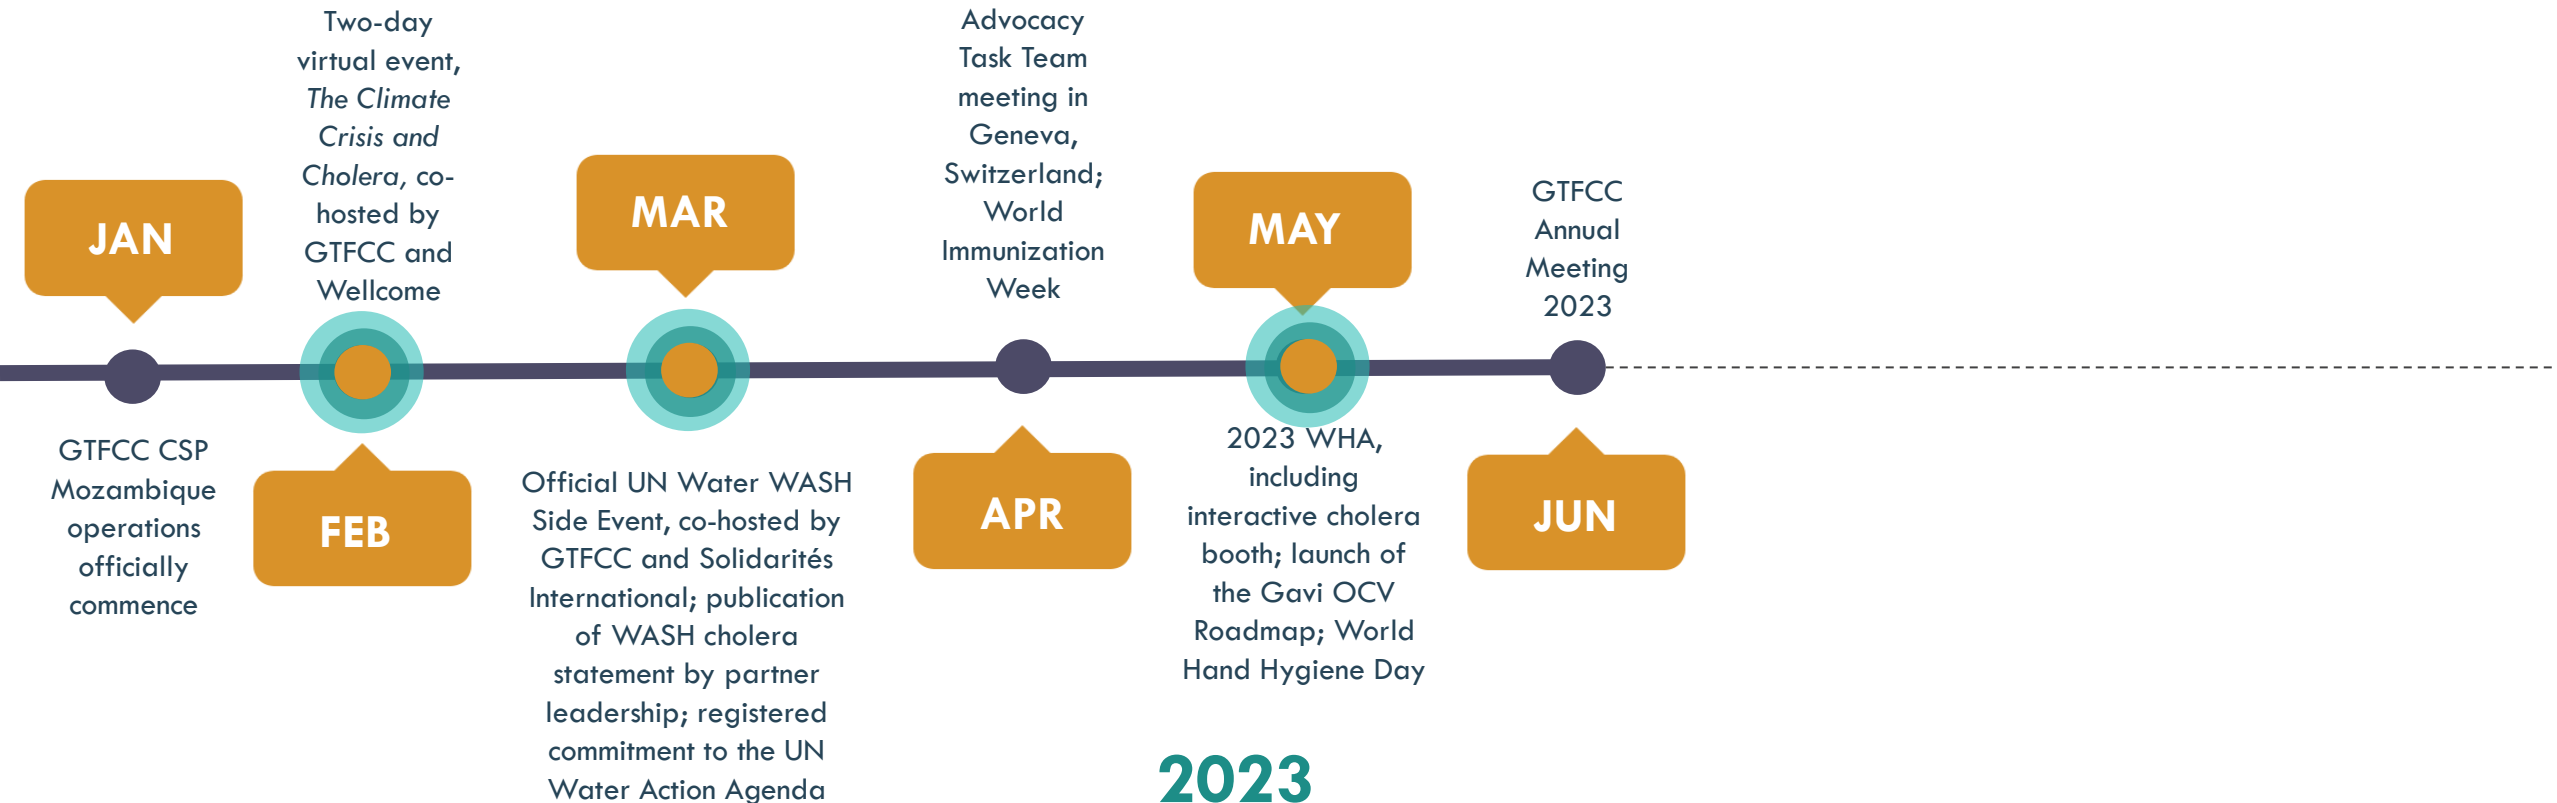 JAN
GTFCC CSP
Mozambique
operations
officially
commence
Two-day
virtual event,
The Climate
Crisis and
Cholera, co-
hosted by
GTFCC and
Wellcome
FEB
MAR
Official UN Water WASH
Side Event, co-hosted by
GTFCC and Solidarités
International; publication
of WASH cholera
statement by partner
leadership; registered
commitment to the UN
Water Action Agenda
Advocacy
Task Team
meeting in
Geneva,
Switzerland;
World
Immunization
Week
APR
MAY
2023 WHA,
including
interactive cholera
booth; launch of
the Gavi OCV
Roadmap; World
Hand Hygiene Day
GTFCC
Annual
Meeting
2023
JUN
2023